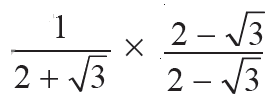 1/(2 + √3) × (2 − √3)/(2 − √3)